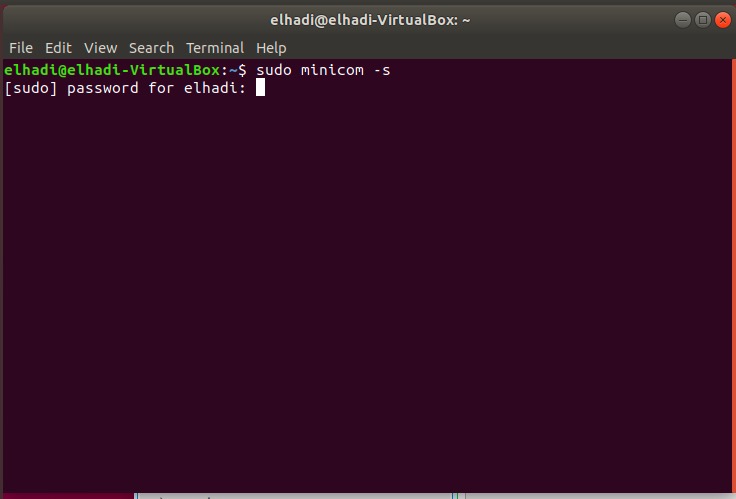 elhadi@elhadi-VirtualBox: ~
File Edit View Search Terminal Help
elhadi@elhadi-VirtualBox:~$ sudo minicom -s
[sudo] password for elhadi: